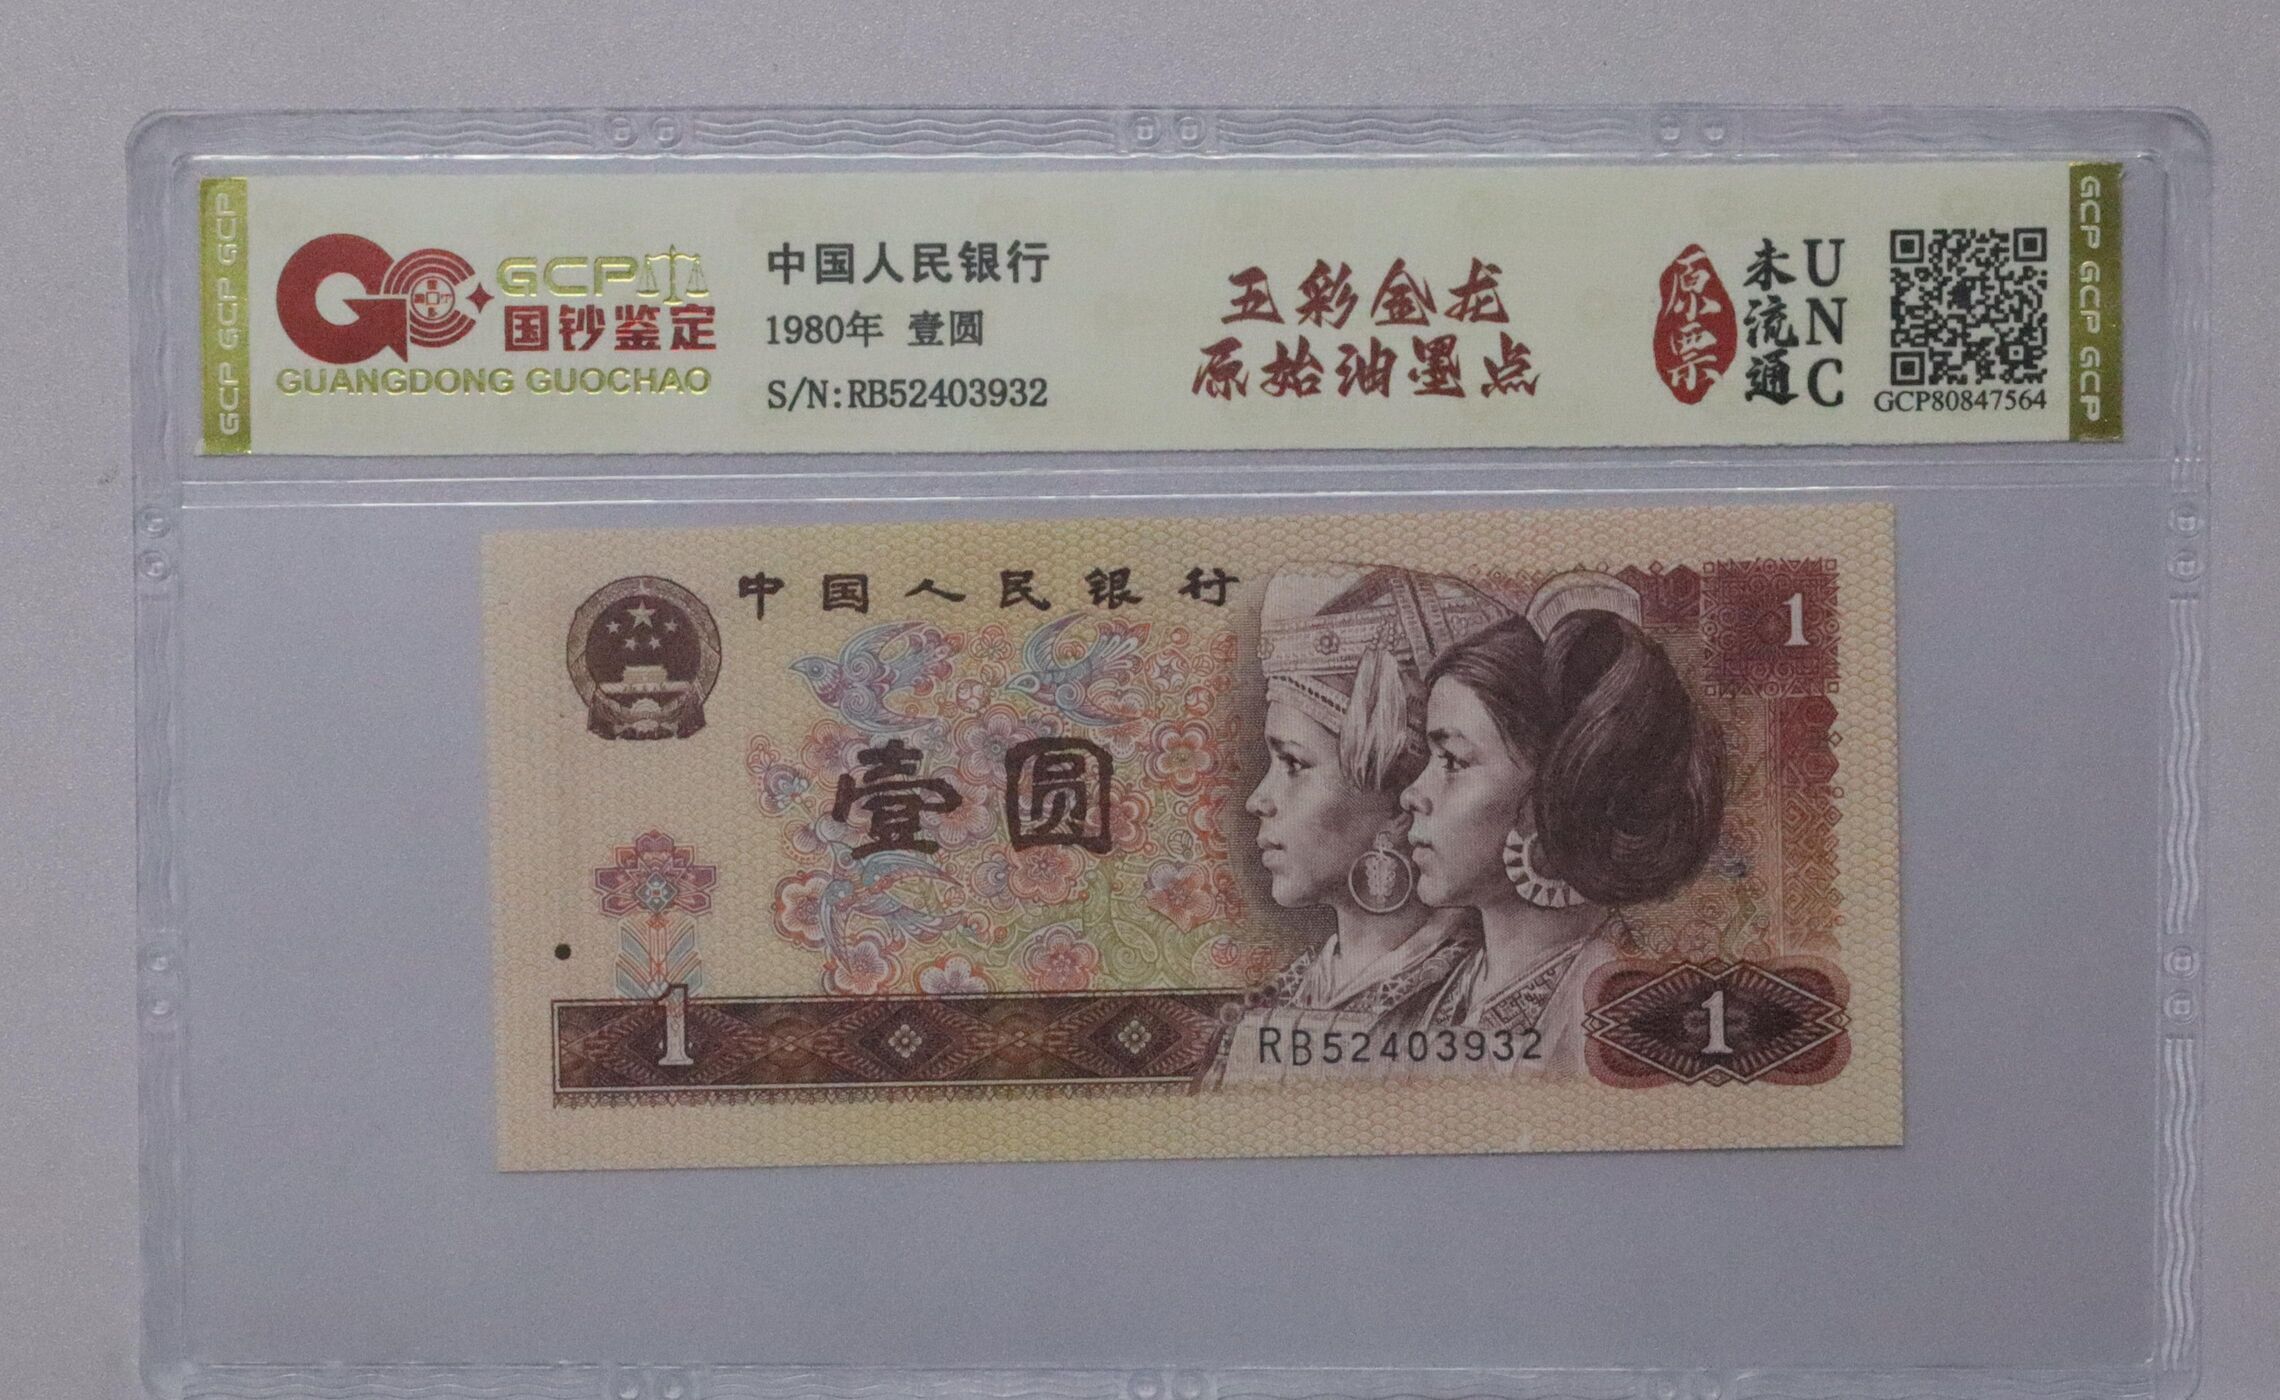 GCP GCP GCP
GCP
国钞鉴定
GUANGDONG GUOCHAO
中国人民银行
1980年 壹圆
S/N:RB52403932
五彩金龙
原始油墨点
原票
未流通
UNC
GCP80847564
GCP GCP GCP
中国人民银行
1
壹圆
1
RB52403932
1